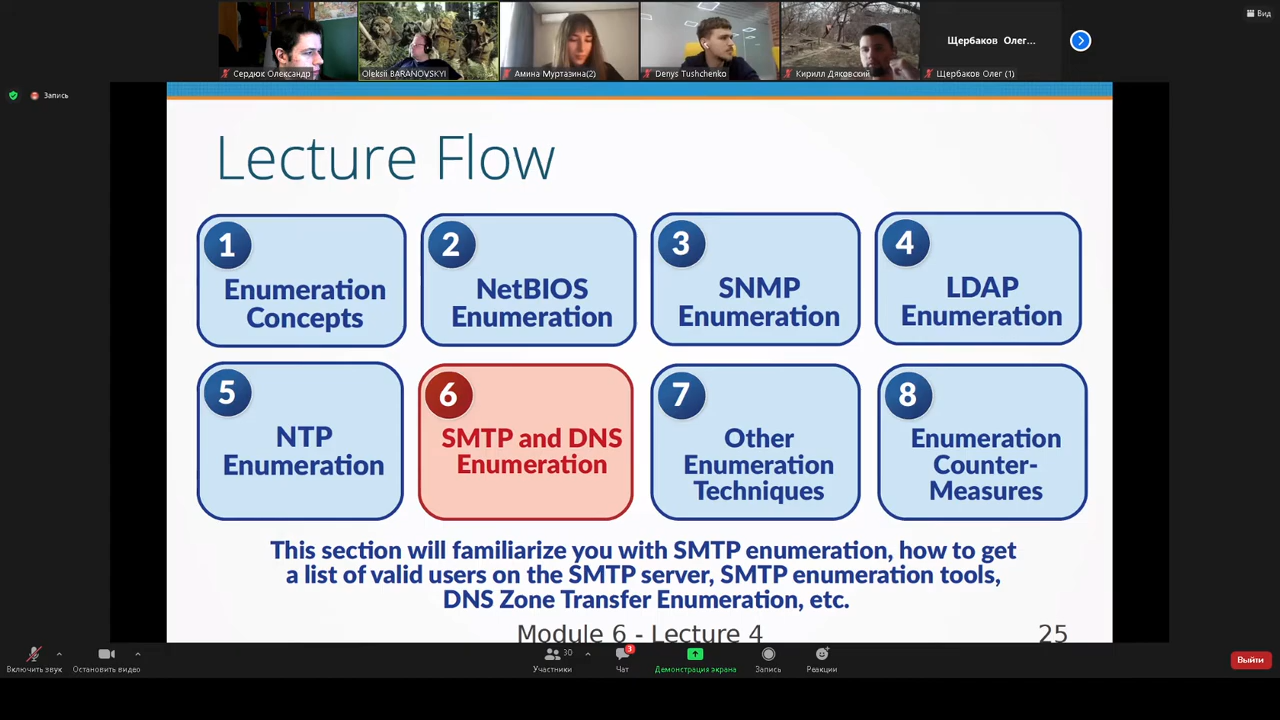 Вид
Сердюк Олександр
Oleksii BARANOVSKYI
Амина Муртазина(2)
Denys Tushchenko
Кирилл Дяковский
Щербаков Олег...
Щербаков Олег (1)
Запись
Lecture Flow
1
Enumeration
Concepts
2
NetBIOS
Enumeration
3
SNMP
Enumeration
4
LDAP
Enumeration
5
NTP
Enumeration
6
SMTP and DNS
Enumeration
7
Other
Enumeration
Techniques
8
Enumeration
Counter-
Measures
This section will familiarize you with SMTP enumeration, how to get
a list of valid users on the SMTP server, SMTP enumeration tools,
DNS Zone Transfer Enumeration, etc.
Module 6 - Lecture 4
25
Включить звук
Остановить видео
30
Участники
3
Чат
Демонстрация экрана
Запись
Реакции
Выйти